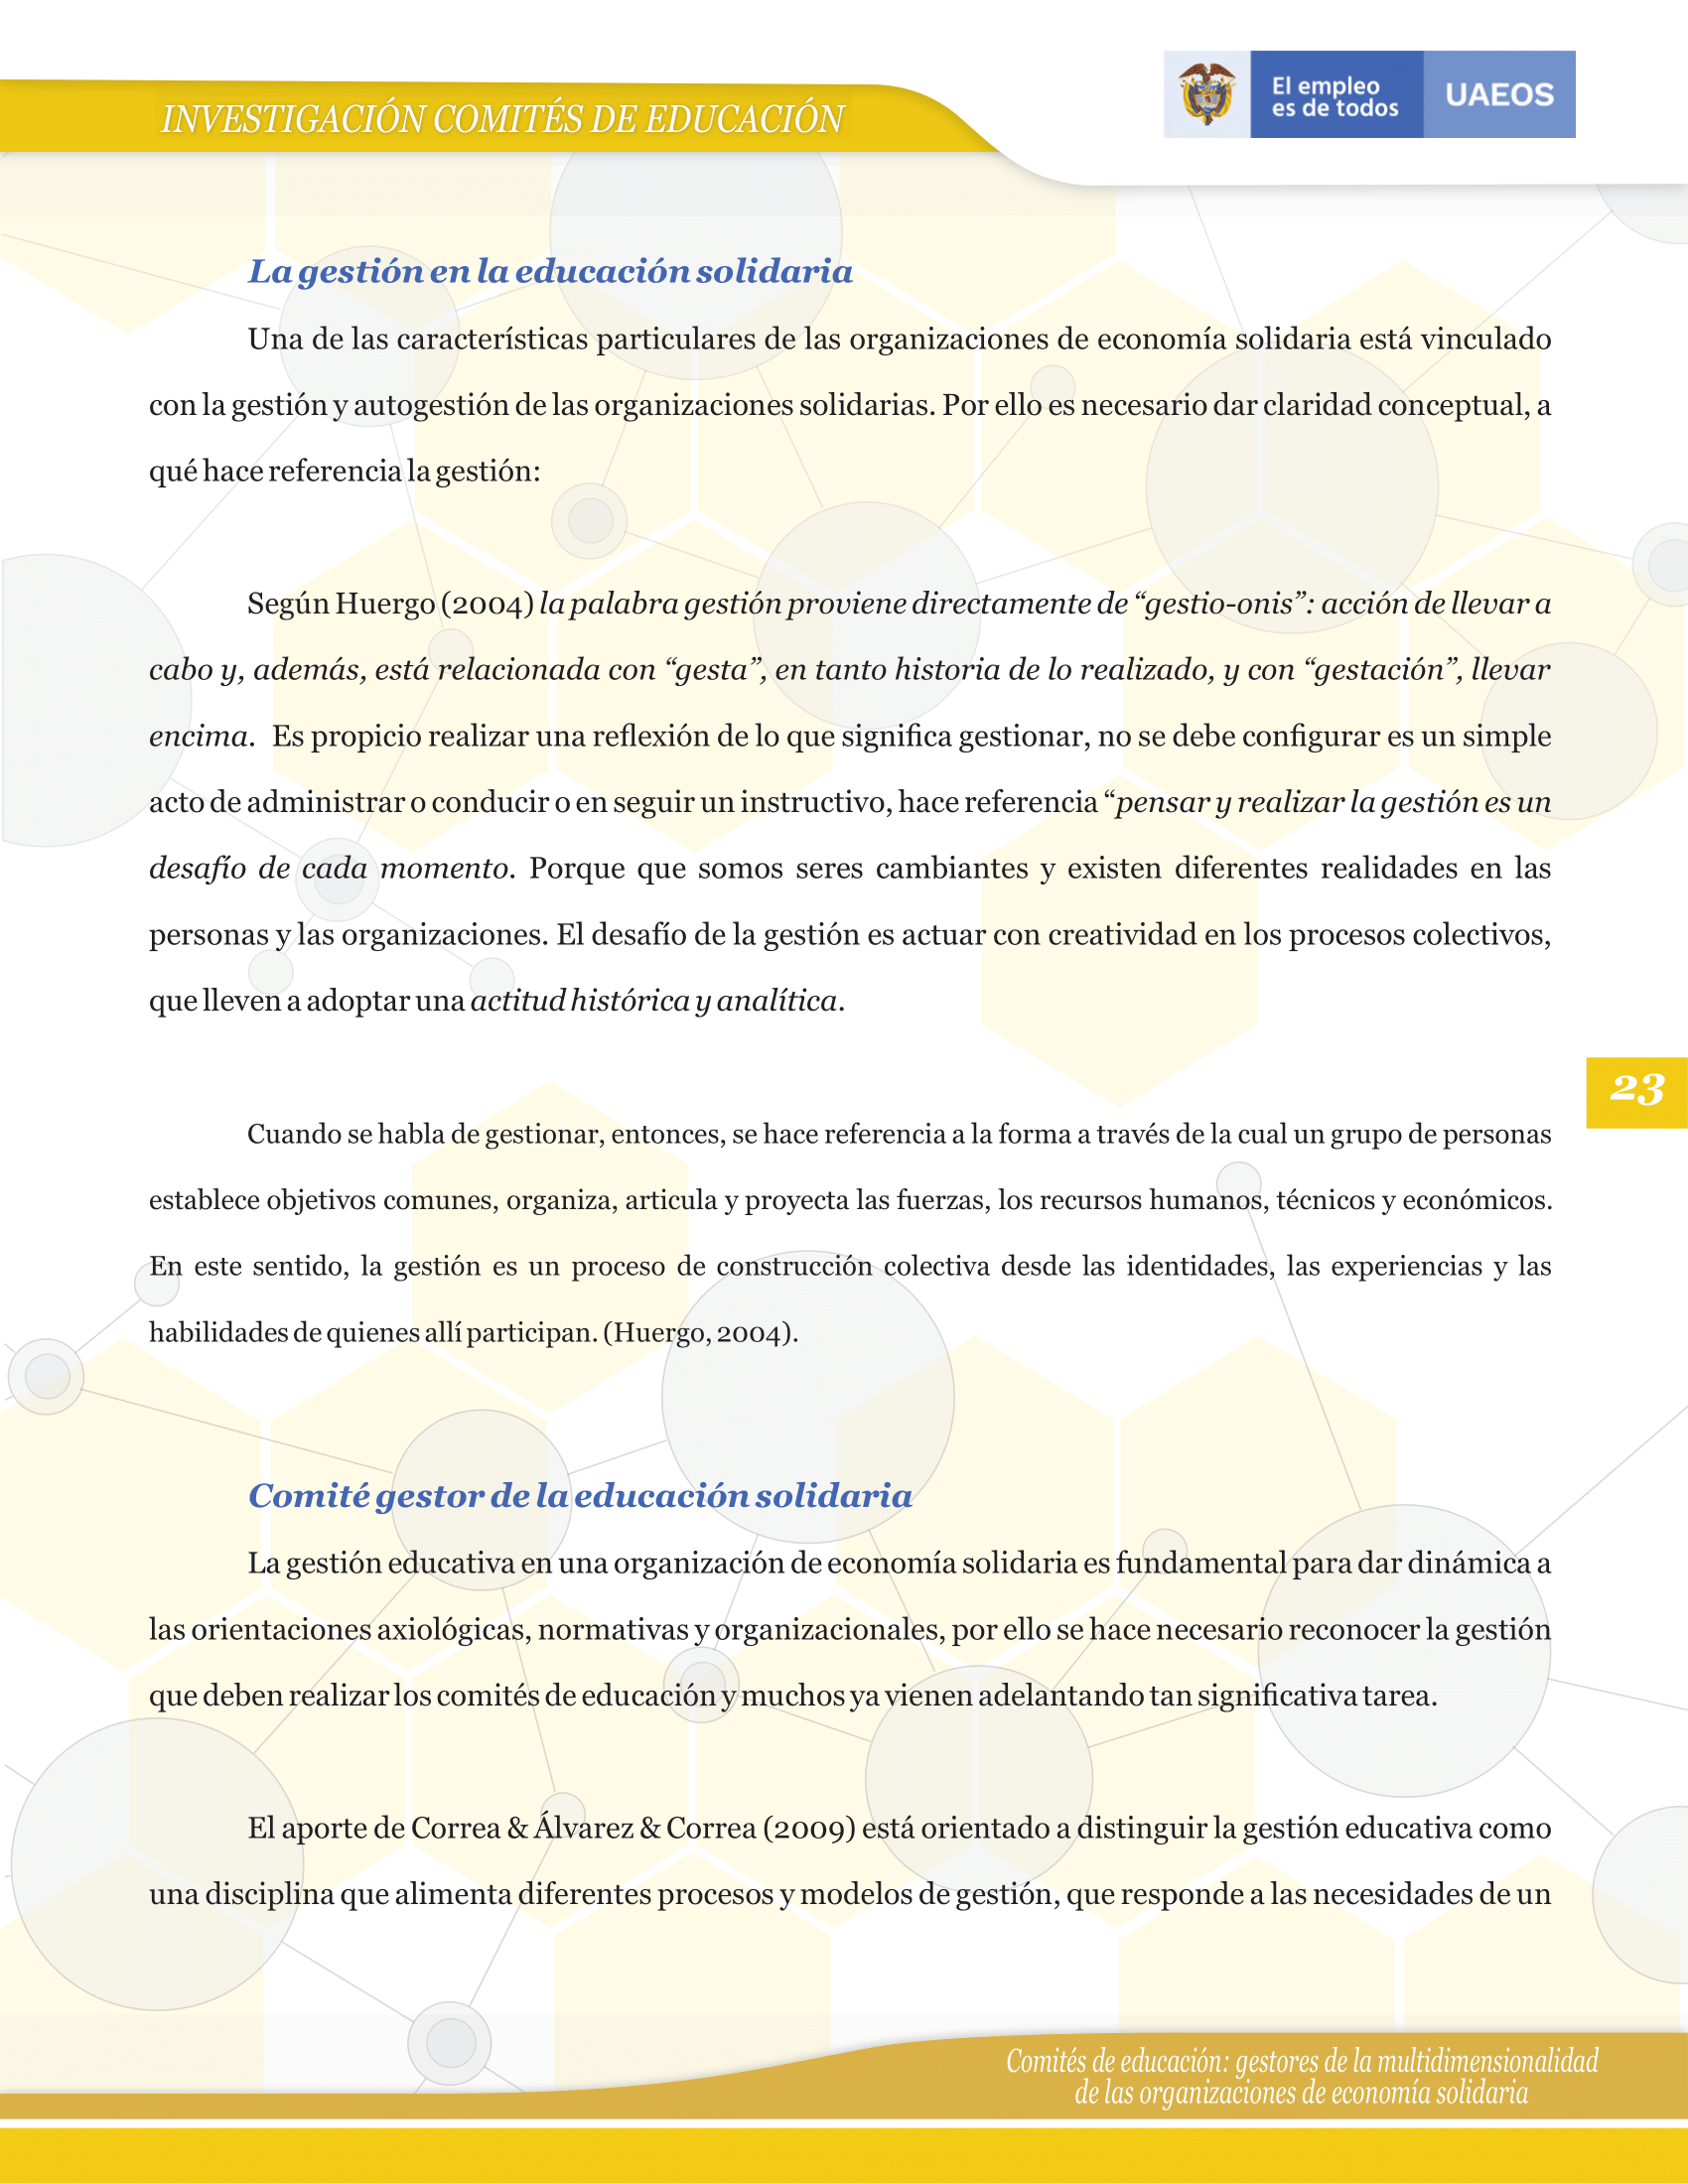 INVESTIGACIÓN COMITÉS DE EDUCACIÓN
El empleo
es de todos
UAEOS
La gestión en la educación solidaria
Una de las características particulares de las organizaciones de economía solidaria está vinculado
con la gestión y autogestión de las organizaciones solidarias. Por ello es necesario dar claridad conceptual, a
qué hace referencia la gestión:
Según Huergo (2004) la palabra gestión proviene directamente de “gestio-onis”: acción de llevar a
cabo y, además, está relacionada con “gesta”, en tanto historia de lo realizado, y con “gestación”, llevar
encima. Es propicio realizar una reflexión de lo que significa gestionar, no se debe configurar es un simple
acto de administrar o conducir o en seguir un instructivo, hace referencia “pensar y realizar la gestión es un
desafío de cada momento. Porque que somos seres cambiantes y existen diferentes realidades en las
personas y las organizaciones. El desafío de la gestión es actuar con creatividad en los procesos colectivos,
que lleven a adoptar una actitud histórica y analítica.
23
Cuando se habla de gestionar, entonces, se hace referencia a la forma a través de la cual un grupo de personas
establece objetivos comunes, organiza, articula y proyecta las fuerzas, los recursos humanos, técnicos y económicos.
En este sentido, la gestión es un proceso de construcción colectiva desde las identidades, las experiencias y las
habilidades de quienes allí participan. (Huergo, 2004).
Comité gestor de la educación solidaria
La gestión educativa en una organización de economía solidaria es fundamental para dar dinámica a
las orientaciones axiológicas, normativas y organizacionales, por ello se hace necesario reconocer la gestión
que deben realizar los comités de educación y muchos ya vienen adelantando tan significativa tarea.
El aporte de Correa & Álvarez & Correa (2009) está orientado a distinguir la gestión educativa como
una disciplina que alimenta diferentes procesos y modelos de gestión, que responde a las necesidades de un
Comités de educación: gestores de la multidimensionalidad
de las organizaciones de economía solidaria